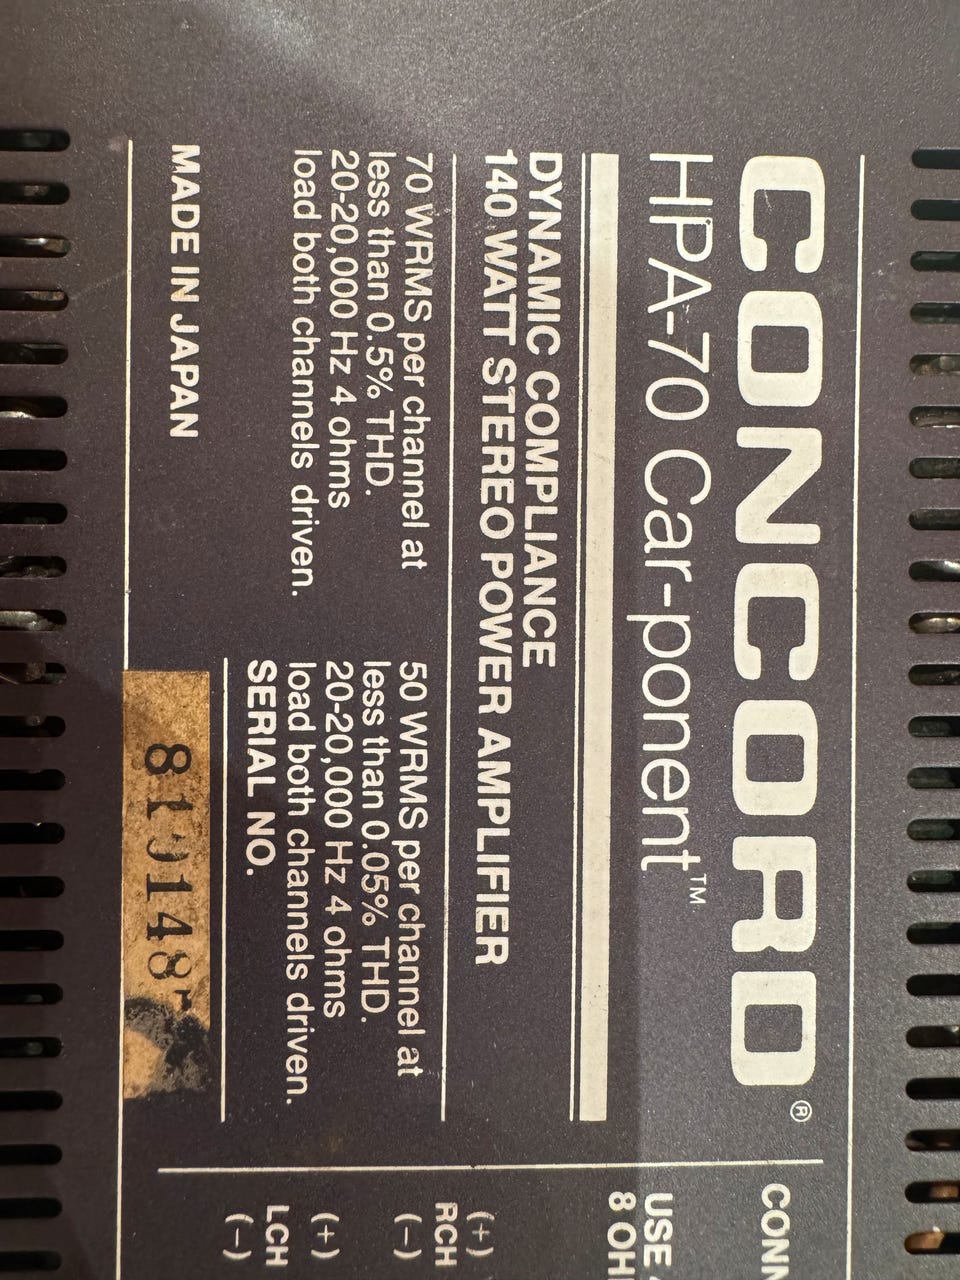 CONCORD®
HPA-70 Car-ponent™
DYNAMIC COMPLIANCE
140 WATT STEREO POWER AMPLIFIER
70 WRMS per channel at
less than 0.5% THD.
20-20,000 Hz 4 ohms
load both channels driven.
50 WRMS per channel at
less than 0.05% THD.
20-20,000 Hz 4 ohms
load both channels driven.
SERIAL NO.
MADE IN JAPAN
USE
(+)
RCH
(-)
(+)
LCH
(-)